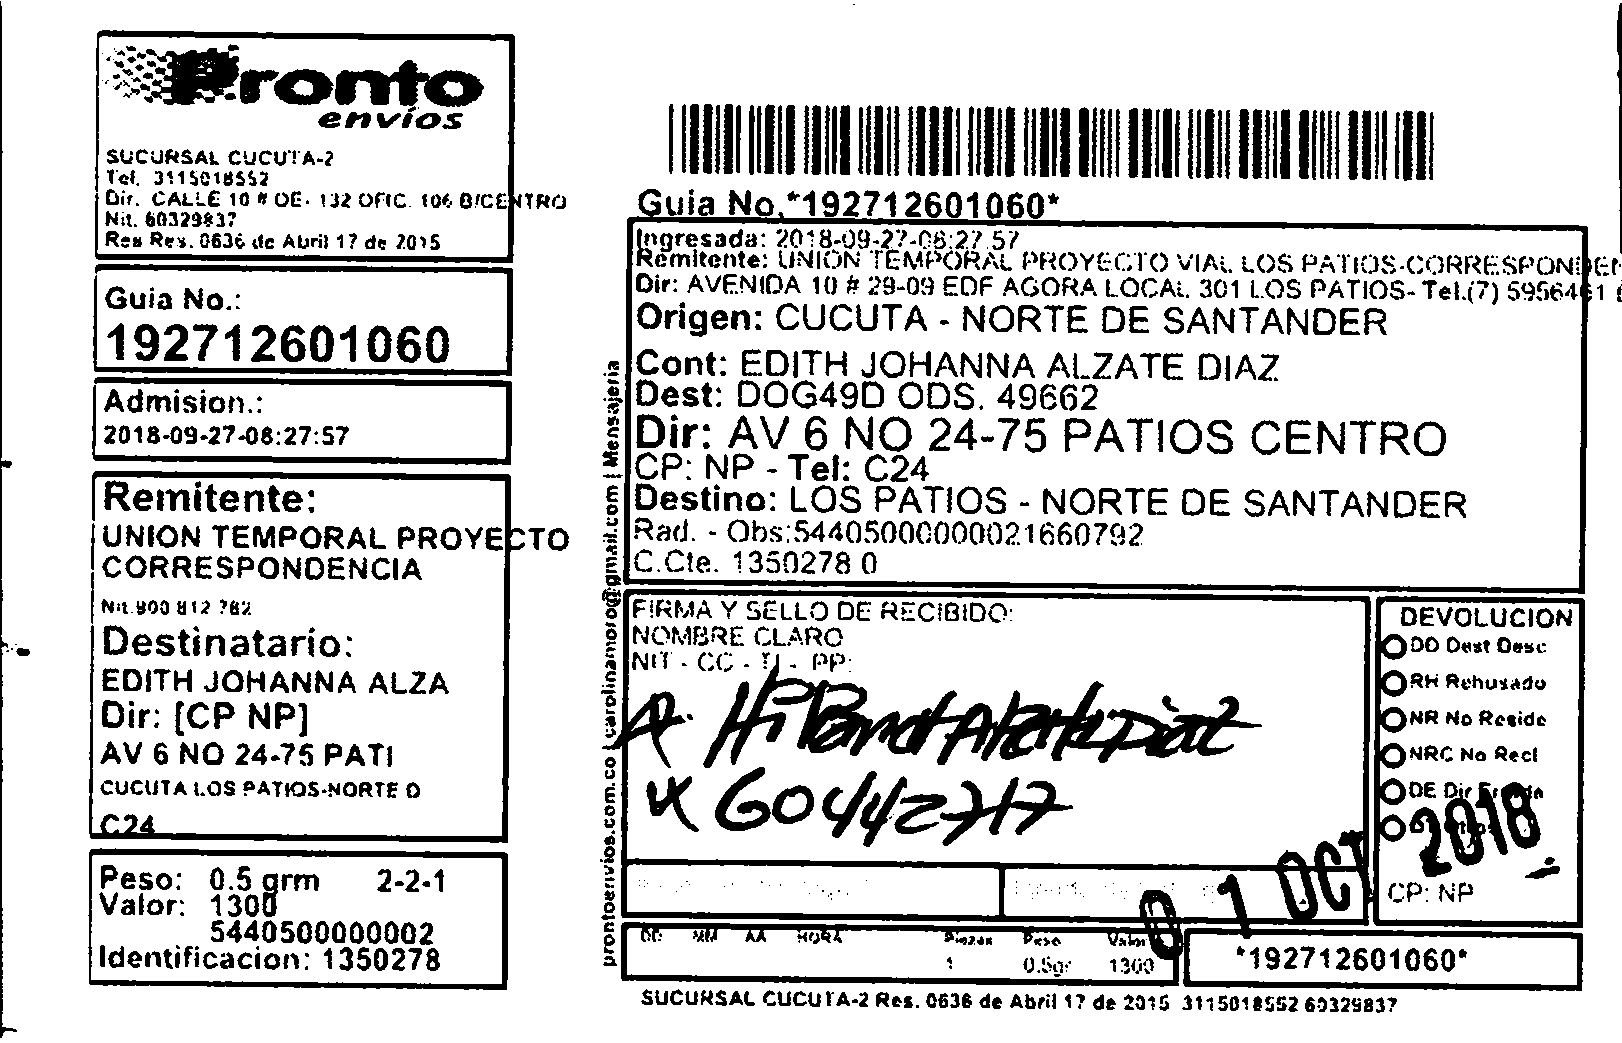 Pronto
envíos
SUCURSAL CUCUTA-2
Tel. 3115018552
Dir. CALLE 10 # OE- 132 OFIC. 106 B/CENTRO
Nit. 60329837
Res Res. 0636 de Abril 17 de 2015
Guia No.:
192712601060
Admision.:
2018-09-27-08:27:57
Remitente:
UNION TEMPORAL PROYECTO
CORRESPONDENCIA
Nit.900 812 782
Destinatario:
EDITH JOHANNA ALZA
Dir: [CP NP]
AV 6 NO 24-75 PATI
CUCUTA LOS PATIOS-NORTE D
C24
Peso: 0.5 grm 2-2-1
Valor: 1300
5440500000002
Identificacion: 1350278
prontoenvios.com.co | carolinamoro@gmail.com | Mensajeria
Guia No.*192712601060*
Ingresada: 2018-09-27-08:27:57
Remitente: UNION TEMPORAL PROYECTO VIAL LOS PATIOS-CORRESPONDEN
Dir: AVENIDA 10 # 29-09 EDF AGORA LOCAL 301 LOS PATIOS- Tel.(7) 5956461
Origen: CUCUTA - NORTE DE SANTANDER
Cont: EDITH JOHANNA ALZATE DIAZ
Dest: DOG49D ODS. 49662
Dir: AV 6 NO 24-75 PATIOS CENTRO
CP: NP - Tel: C24
Destino: LOS PATIOS - NORTE DE SANTANDER
Rad. - Obs:544050000000021660792
C.Cte. 1350278 0
FIRMA Y SELLO DE RECIBIDO:
NOMBRE CLARO
NIT - CC - TI - PP:
Diaz
60442717
DEVOLUCION
DD Dest Desc
RH Rehusado
NR No Reside
NRC No Recl
DE Dir Errada
CP: NP
01 OCT 2018
DD MM AA HORA Piezas Peso Valor
1 0.5gr 1300
*192712601060*
SUCURSAL CUCUTA-2 Res. 0636 de Abril 17 de 2015 3115018552 60329837